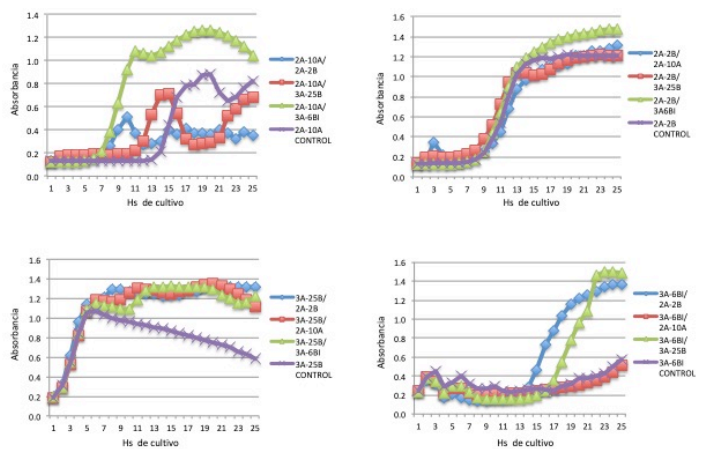 1.4
1.2
1.0
0.8
0.6
0.4
0.2
0.0
Absorbancia
1 3 5 7 9 11 13 15 17 19 21 23 25
Hs de cultivo
2A-10A/
2A-2B
2A-10A/
3A-25B
2A-10A/
3A-6BI
2A-10A
CONTROL
1.6
1.4
1.2
1.0
0.8
0.6
0.4
0.2
0.0
Absorbancia
1 3 5 7 9 11 13 15 17 19 21 23 25
Hs de cultivo
2A-2B/
2A-10A
2A-2B/
3A-25B
2A-2B/
3A6BI
2A-2B
CONTROL
1.6
1.4
1.2
1.0
0.8
0.6
0.4
0.2
0.0
Absorbancia
1 3 5 7 9 11 13 15 17 19 21 23 25
Hs de cultivo
3A-25B/
2A-2B
3A-25B/
2A-10A
3A-25B/
3A-6BI
3A-25B
CONTROL
1.6
1.4
1.2
1.0
0.8
0.6
0.4
0.2
0.0
Absorbancia
1 3 5 7 9 11 13 15 17 19 21 23 25
Hs de cultivo
3A-6BI/
2A-2B
3A-6BI/
2A-10A
3A-6BI/
3A-25B
3A-6BI
CONTROL